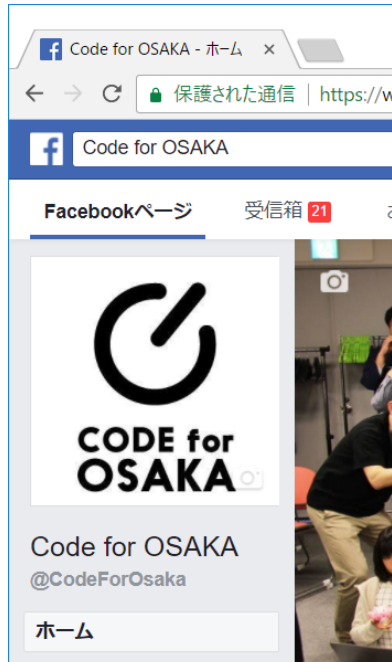 Code for OSAKA - ホーム
保護された通信 | https://w
Code for OSAKA
Facebookページ 受信箱 21
CODE for
OSAKA
Code for OSAKA
@CodeForOsaka
ホーム